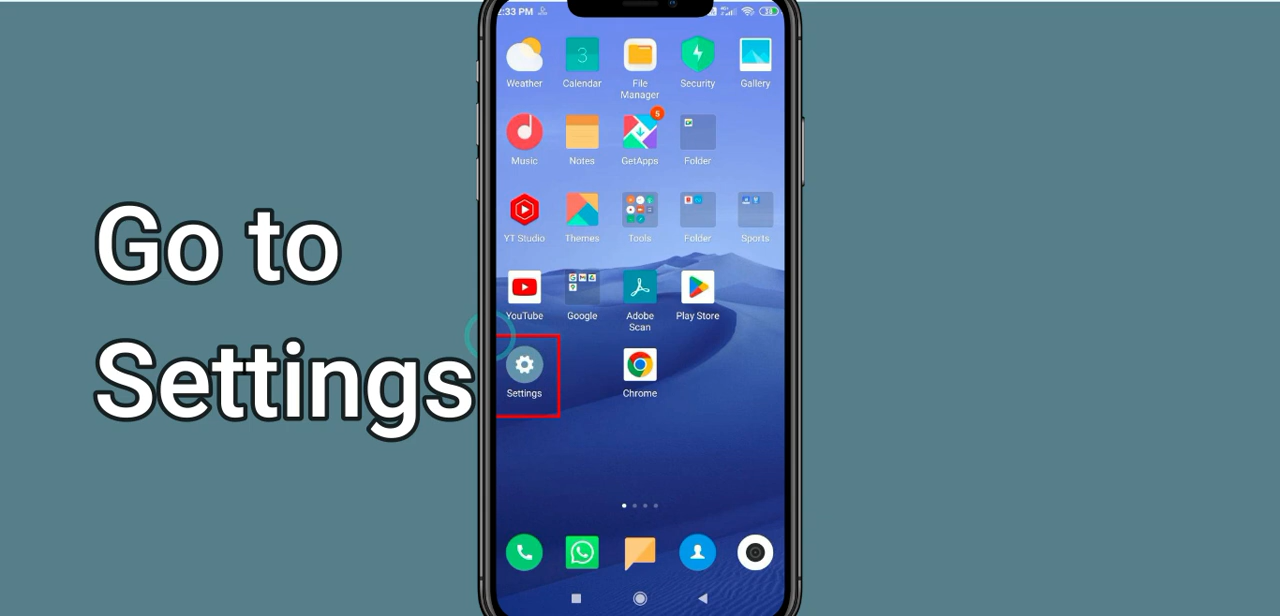 Go to
Settings
:33 PM
Weather
Calendar
File
Manager
Security
Gallery
3
Music
Notes
GetApps
Folder
5
YT Studio
Themes
Tools
Folder
Sports
YouTube
Google
Adobe
Scan
Play Store
Settings
Chrome